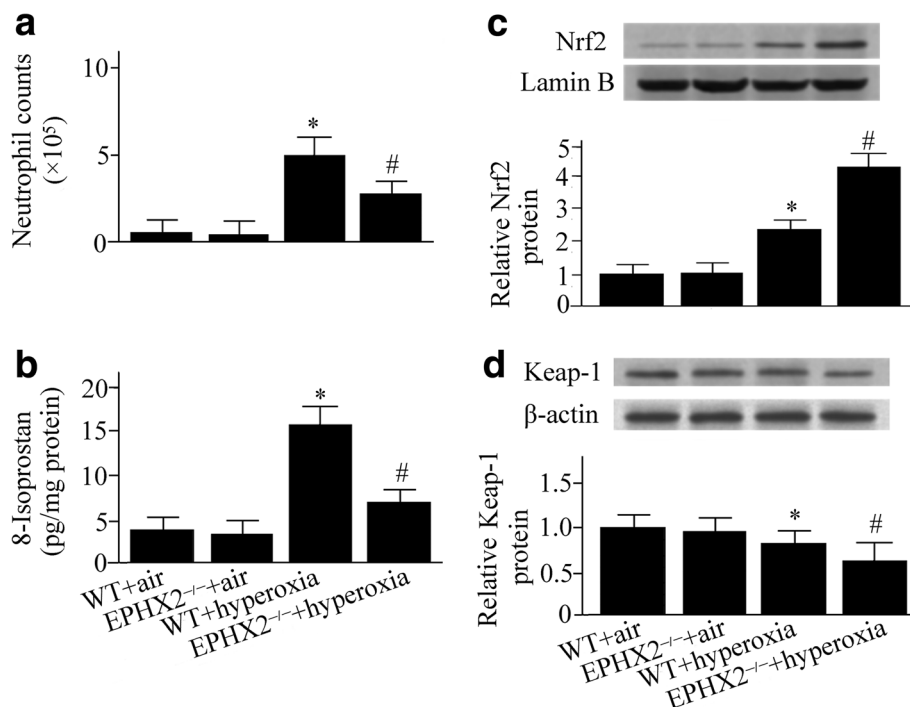 a
Neutrophil counts
(×10⁵)
10
5
0
*
#
b
8-Isoprostan
(pg/mg protein)
20
15
10
5
0
*
#
WT+air
EPHX2⁻/⁻+air
WT+hyperoxia
EPHX2⁻/⁻+hyperoxia
c
Nrf2
Lamin B
Relative Nrf2
protein
5
4
3
2
1
0
*
#
d
Keap-1
β-actin
Relative Keap-1
protein
1.5
1.0
0.5
0
*
#
WT+air
EPHX2⁻/⁻+air
WT+hyperoxia
EPHX2⁻/⁻+hyperoxia